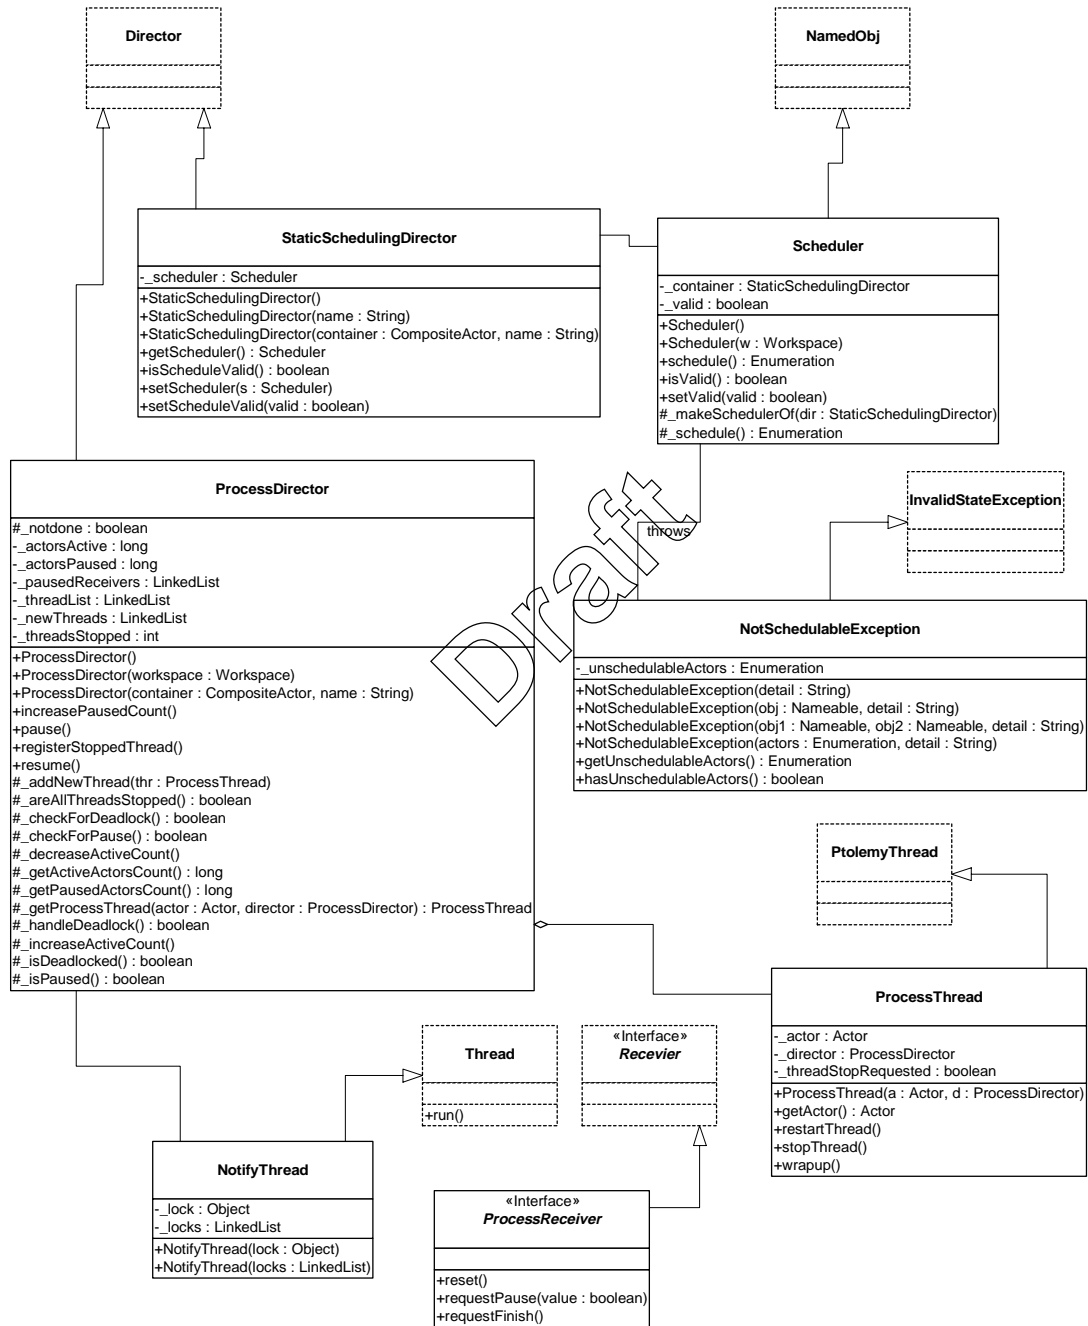 Director
NamedObj
StaticSchedulingDirector
-_scheduler : Scheduler
+StaticSchedulingDirector()
+StaticSchedulingDirector(name : String)
+StaticSchedulingDirector(container : CompositeActor, name : String)
+getScheduler() : Scheduler
+isScheduleValid() : boolean
+setScheduler(s : Scheduler)
+setScheduleValid(valid : boolean)
Scheduler
-_container : StaticSchedulingDirector
-_valid : boolean
+Scheduler()
+Scheduler(w : Workspace)
+schedule() : Enumeration
+isValid() : boolean
+setValid(valid : boolean)
#_makeSchedulerOf(dir : StaticSchedulingDirector)
#_schedule() : Enumeration
ProcessDirector
#_notdone : boolean
-_actorsActive : long
-_actorsPaused : long
-_pausedReceivers : LinkedList
-_threadList : LinkedList
-_newThreads : LinkedList
-_threadsStopped : int
+ProcessDirector()
+ProcessDirector(workspace : Workspace)
+ProcessDirector(container : CompositeActor, name : String)
+increasePausedCount()
+pause()
+registerStoppedThread()
+resume()
#_addNewThread(thr : ProcessThread)
#_areAllThreadsStopped() : boolean
#_checkForDeadlock() : boolean
#_checkForPause() : boolean
#_decreaseActiveCount()
#_getActiveActorsCount() : long
#_getPausedActorsCount() : long
#_getProcessThread(actor : Actor, director : ProcessDirector) : ProcessThread
#_handleDeadlock() : boolean
#_increaseActiveCount()
#_isDeadlocked() : boolean
#_isPaused() : boolean
throws
Draft
InvalidStateException
NotSchedulableException
-_unschedulableActors : Enumeration
+NotSchedulableException(detail : String)
+NotSchedulableException(obj : Nameable, detail : String)
+NotSchedulableException(obj1 : Nameable, obj2 : Nameable, detail : String)
+NotSchedulableException(actors : Enumeration, detail : String)
+getUnschedulableActors() : Enumeration
+hasUnschedulableActors() : boolean
PtolemyThread
ProcessThread
-_actor : Actor
-_director : ProcessDirector
-_threadStopRequested : boolean
+ProcessThread(a : Actor, d : ProcessDirector)
+getActor() : Actor
+restartThread()
+stopThread()
+wrapup()
Thread
+run()
«Interface»
Recevier
NotifyThread
-_lock : Object
-_locks : LinkedList
+NotifyThread(lock : Object)
+NotifyThread(locks : LinkedList)
«Interface»
ProcessReceiver
+reset()
+requestPause(value : boolean)
+requestFinish()